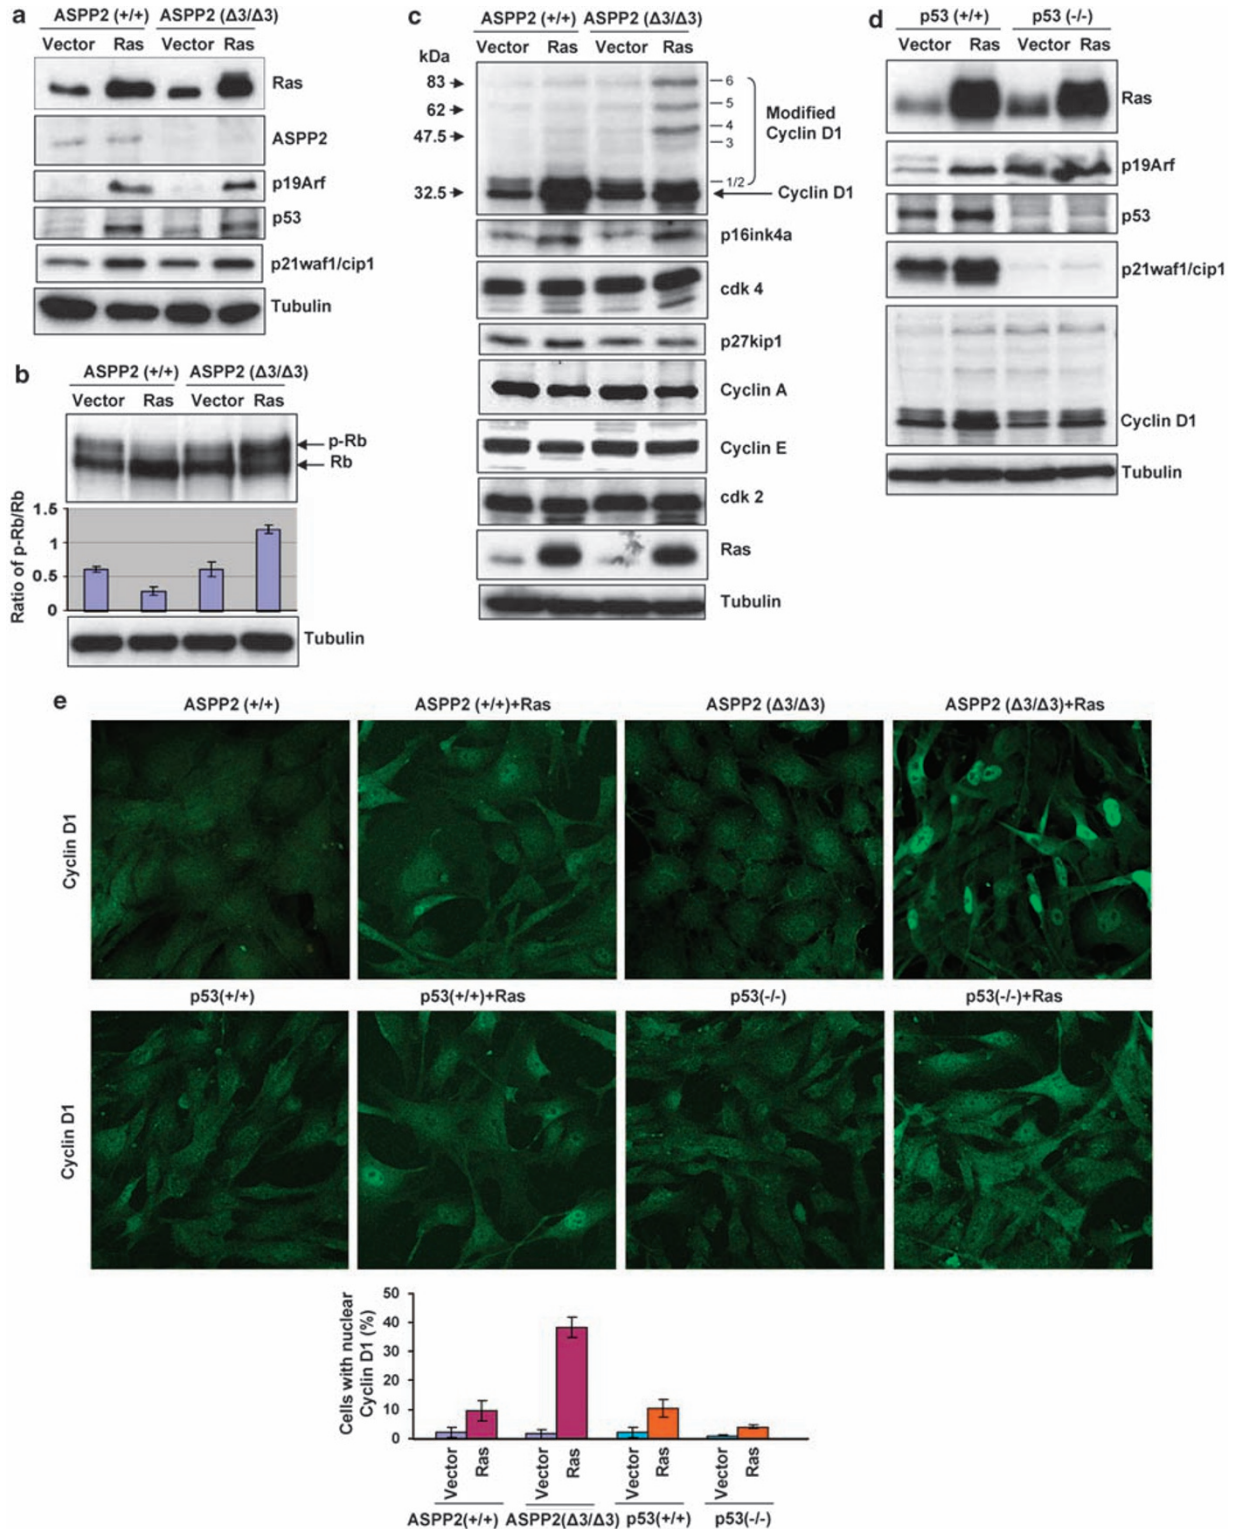 a
ASPP2 (+/+) ASPP2 (Δ3/Δ3)
Vector Ras Vector Ras
Ras
ASPP2
p19Arf
p53
p21waf1/cip1
Tubulin
b
ASPP2 (+/+) ASPP2 (Δ3/Δ3)
Vector Ras Vector Ras
p-Rb
Rb
Ratio of p-Rb/Rb
1.5
1
0.5
0
Tubulin
c
ASPP2 (+/+) ASPP2 (Δ3/Δ3)
Vector Ras Vector Ras
kDa
83
62
47.5
32.5
6
5
4
3
1/2
Modified
Cyclin D1
Cyclin D1
p16ink4a
cdk 4
p27kip1
Cyclin A
Cyclin E
cdk 2
Ras
Tubulin
d
p53 (+/+) p53 (-/-)
Vector Ras Vector Ras
Ras
p19Arf
p53
p21waf1/cip1
Cyclin D1
Tubulin
e
ASPP2 (+/+) ASPP2 (+/+)+Ras ASPP2 (Δ3/Δ3) ASPP2 (Δ3/Δ3)+Ras
Cyclin D1
p53(+/+) p53(+/+)+Ras p53(-/-) p53(-/-)+Ras
Cyclin D1
Cells with nuclear
Cyclin D1 (%)
50
40
30
20
10
0
Vector Ras Vector Ras Vector Ras Vector Ras
ASPP2(+/+) ASPP2(Δ3/Δ3) p53(+/+) p53(-/-)